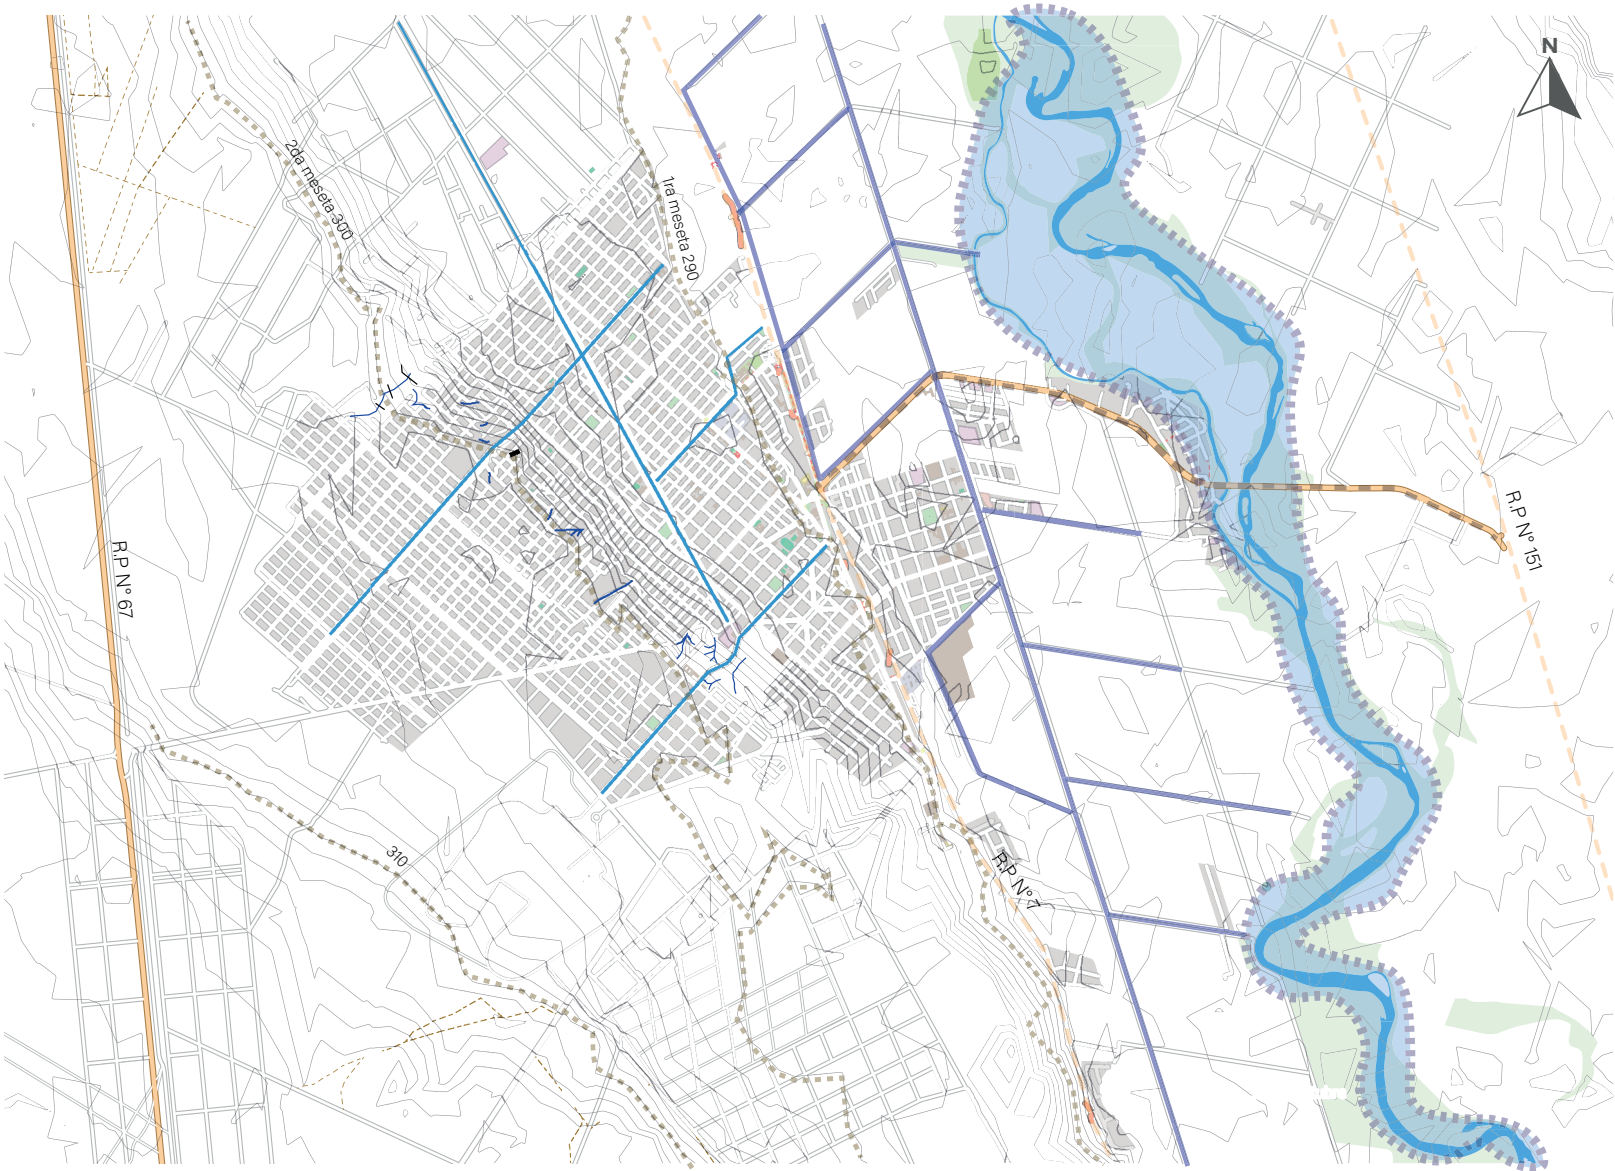 N
2da meseta 300
1ra meseta 290
R.P N° 67
R.P N° 151
310
R.P N° 7